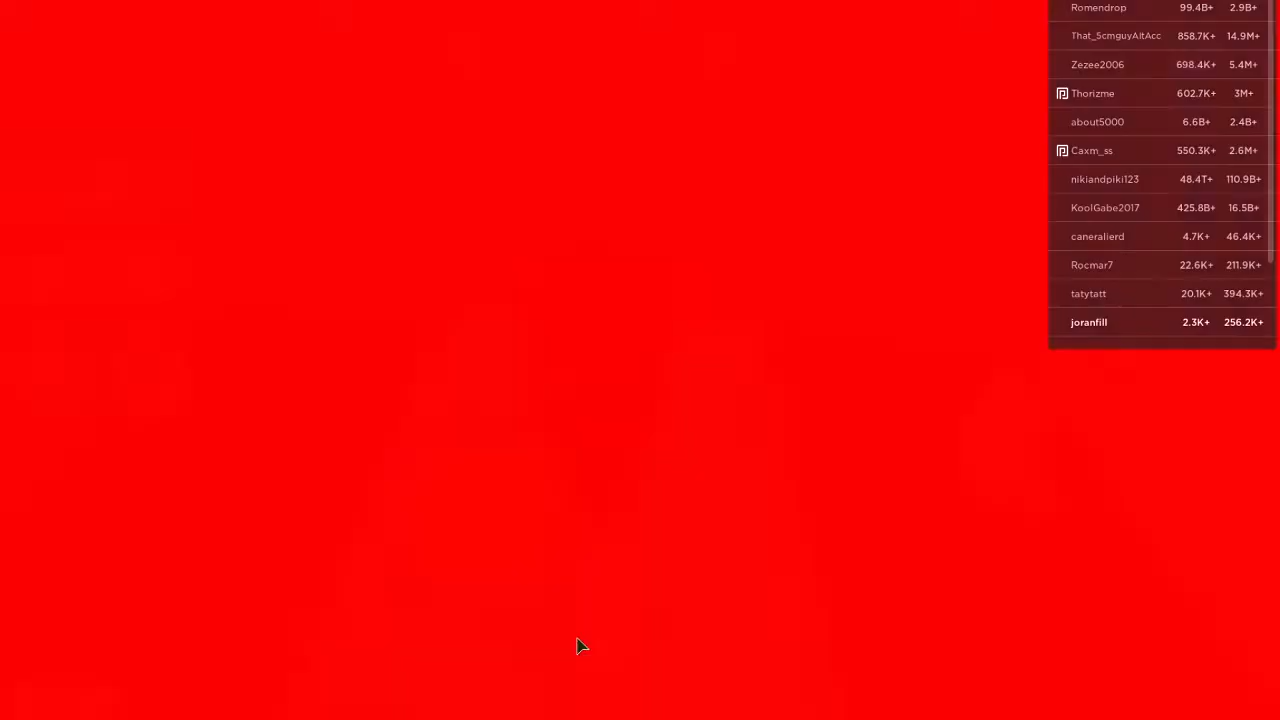 Romendrop 99.4B+ 2.9B+
That_5cmguyAltAcc 858.7K+ 14.9M+
Zezee2006 698.4K+ 5.4M+
Thorizme 602.7K+ 3M+
about5000 6.6B+ 2.4B+
Caxm_ss 550.3K+ 2.6M+
nikiandpiki123 48.4T+ 110.9B+
KoolGabe2017 425.8B+ 16.5B+
caneralierd 4.7K+ 46.4K+
Rocmar7 22.6K+ 211.9K+
tatytatt 20.1K+ 394.3K+
joranfill 2.3K+ 256.2K+